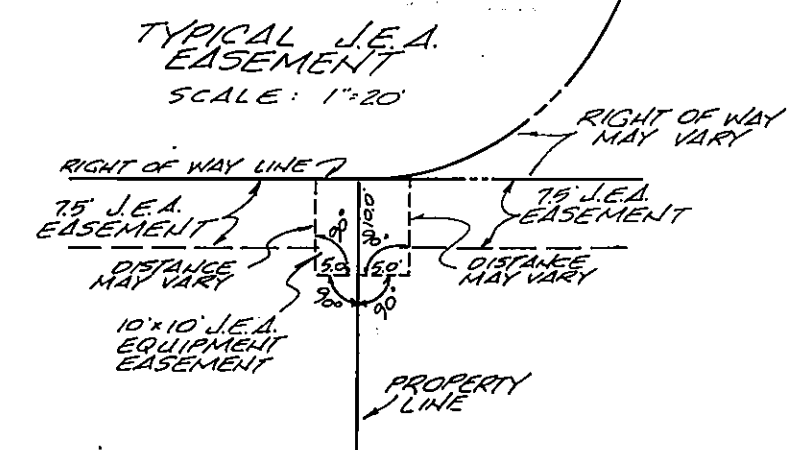 TYPICAL J.E.A.
EASEMENT
SCALE: 1"=20'
RIGHT OF WAY
MAY VARY
RIGHT OF WAY LINE
7.5' J.E.A.
EASEMENT
10.0'
7.5' J.E.A.
EASEMENT
90°
90°
DISTANCE
MAY VARY
5.0'
5.0'
DISTANCE
MAY VARY
90°
90°
10'x10' J.E.A.
EQUIPMENT
EASEMENT
PROPERTY
LINE